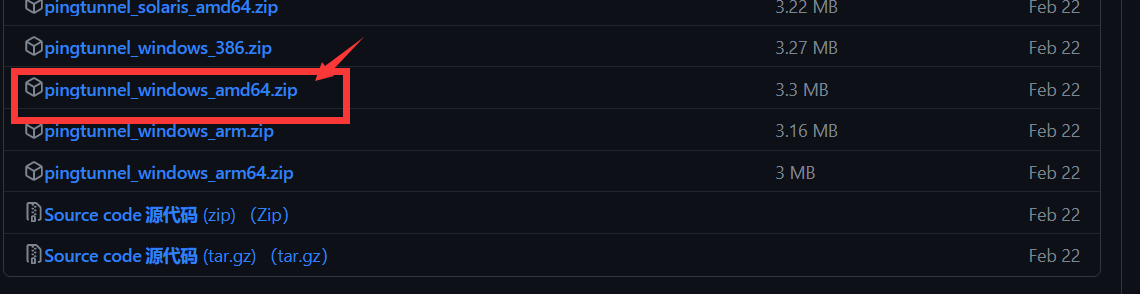 pingtunnel_solaris_amd64.zip 3.22 MB Feb 22
pingtunnel_windows_386.zip 3.27 MB Feb 22
pingtunnel_windows_amd64.zip 3.3 MB Feb 22
pingtunnel_windows_arm.zip 3.16 MB Feb 22
pingtunnel_windows_arm64.zip 3 MB Feb 22
Source code 源代码 (zip) （Zip） Feb 22
Source code 源代码 (tar.gz) （tar.gz） Feb 22